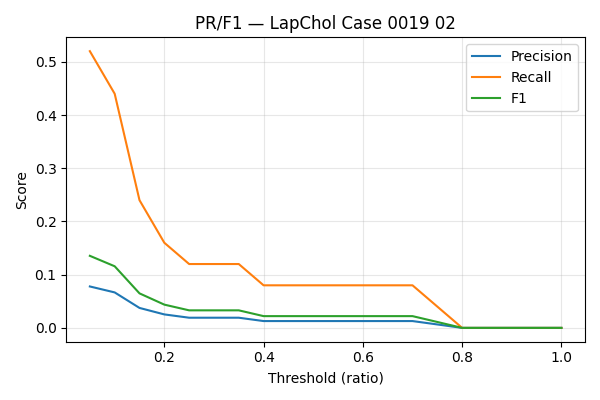 PR/F1 — LapChol Case 0019 02
Precision
Recall
F1
Score
0.5
0.4
0.3
0.2
0.1
0.0
0.2 0.4 0.6 0.8 1.0
Threshold (ratio)